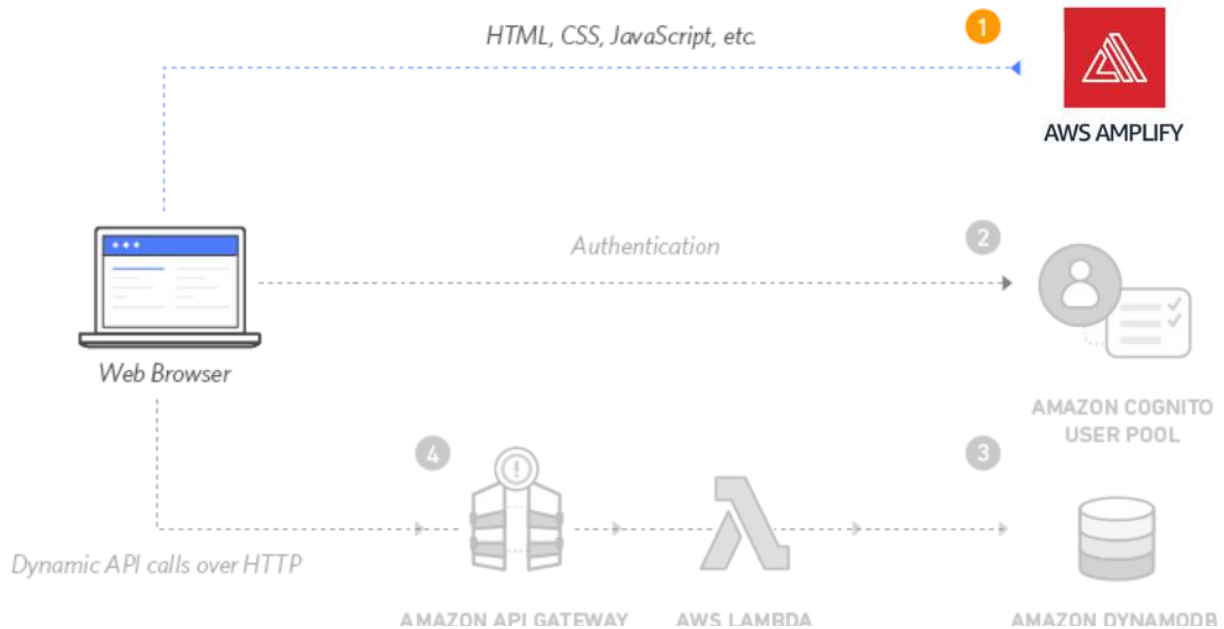 HTML, CSS, JavaScript, etc.
1
AWS AMPLIFY
Authentication
2
Web Browser
AMAZON COGNITO
USER POOL
4
3
Dynamic API calls over HTTP
AMAZON API GATEWAY
AWS LAMBDA
AMAZON DYNAMODB